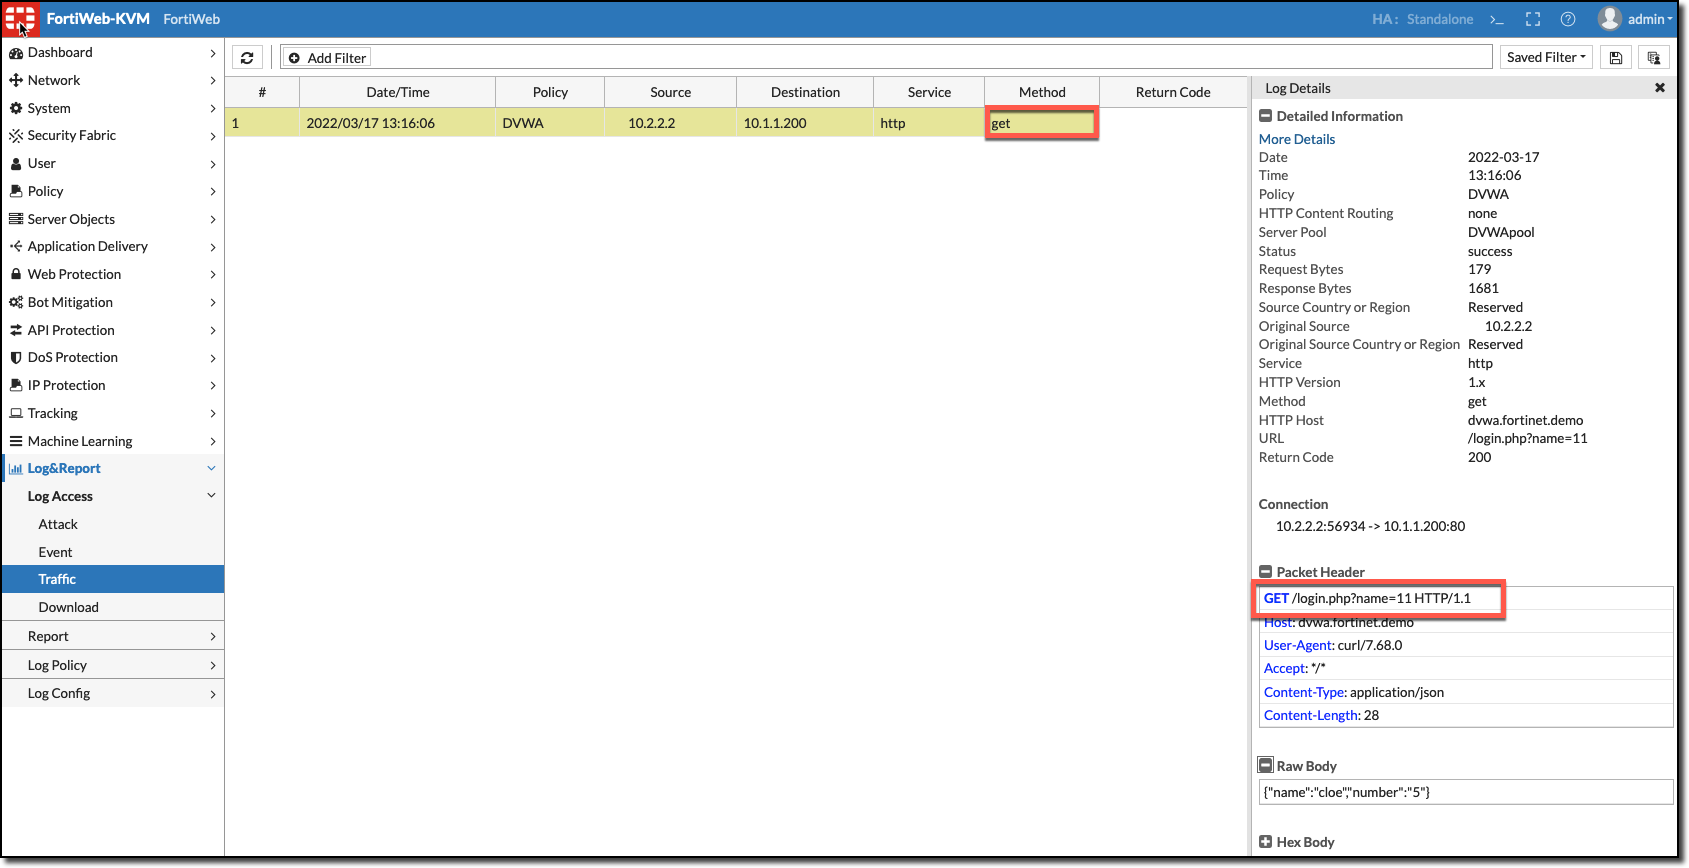 FortiWeb-KVM FortiWeb HA: Standalone >_ admin
Dashboard
Network
System
Security Fabric
User
Policy
Server Objects
Application Delivery
Web Protection
Bot Mitigation
API Protection
DoS Protection
IP Protection
Tracking
Machine Learning
Log&Report
Log Access
Attack
Event
Traffic
Download
Report
Log Policy
Log Config
Add Filter Saved Filter
# Date/Time Policy Source Destination Service Method Return Code
1 2022/03/17 13:16:06 DVWA 10.2.2.2 10.1.1.200 http get
Log Details
Detailed Information
More Details
Date 2022-03-17
Time 13:16:06
Policy DVWA
HTTP Content Routing none
Server Pool DVWApool
Status success
Request Bytes 179
Response Bytes 1681
Source Country or Region Reserved
Original Source 10.2.2.2
Original Source Country or Region Reserved
Service http
HTTP Version 1.x
Method get
HTTP Host dvwa.fortinet.demo
URL /login.php?name=11
Return Code 200
Connection
10.2.2.2:56934 -> 10.1.1.200:80
Packet Header
GET /login.php?name=11 HTTP/1.1
Host: dvwa.fortinet.demo
User-Agent: curl/7.68.0
Accept: */*
Content-Type: application/json
Content-Length: 28
Raw Body
{"name":"cloe","number":"5"}
Hex Body